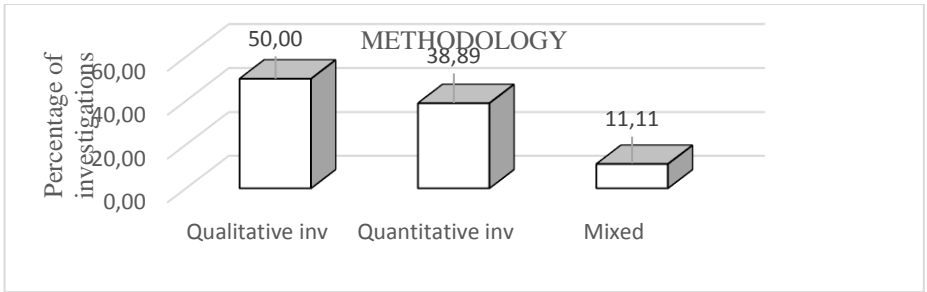 METHODOLOGY
Percentage of
investigations
60,00
40,00
20,00
0,00
50,00
38,89
11,11
Qualitative inv
Quantitative inv
Mixed